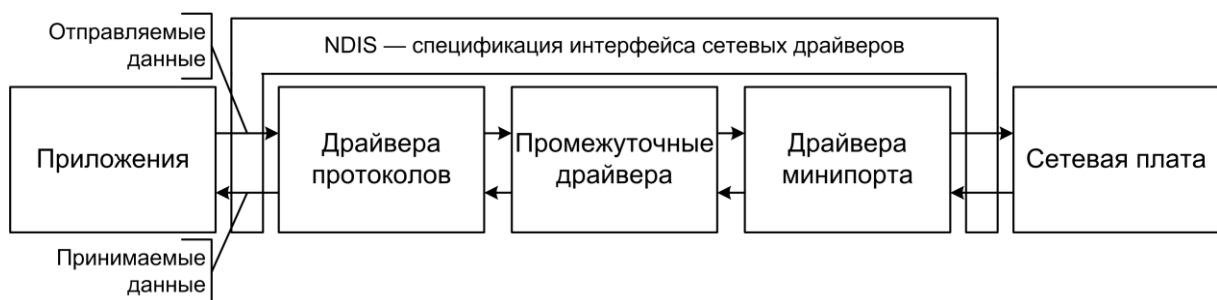 Отправляемые
данные
NDIS — спецификация интерфейса сетевых драйверов
Приложения
Драйвера
протоколов
Промежуточные
драйвера
Драйвера
минипорта
Сетевая плата
Принимаемые
данные